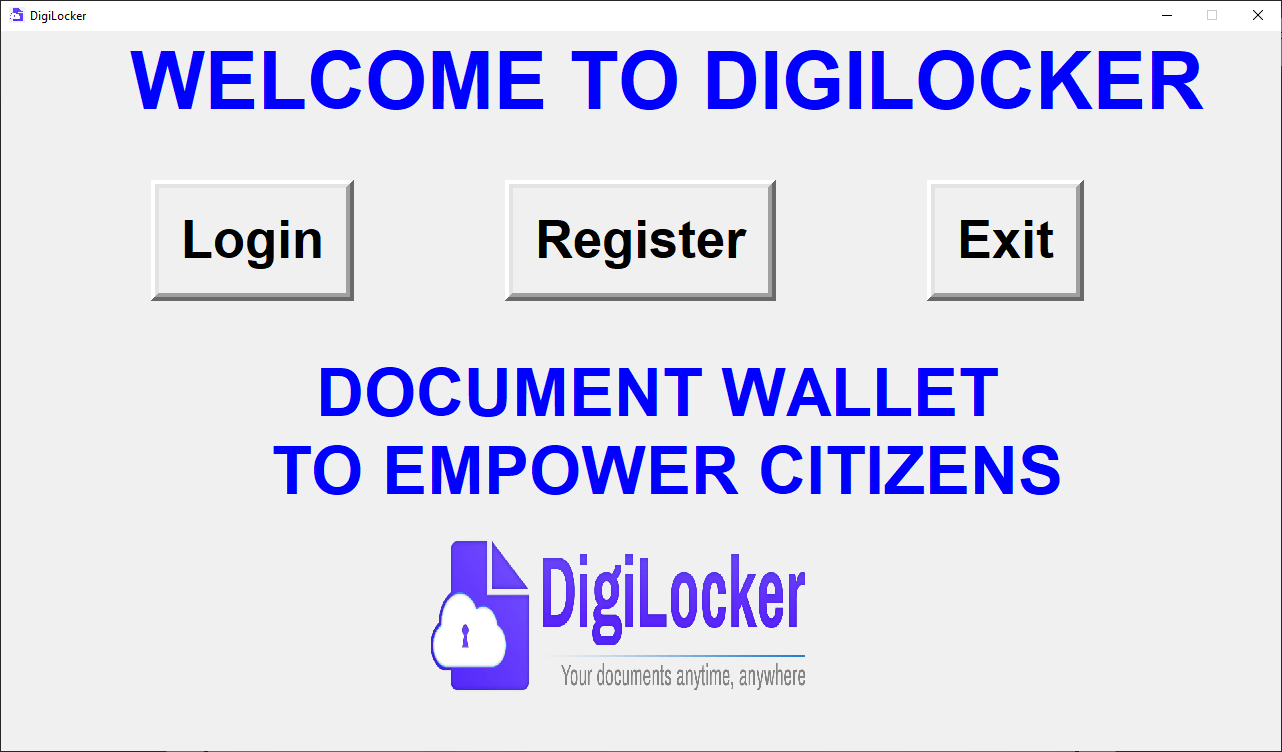 DigiLocker
WELCOME TO DIGILOCKER
Login Register Exit
DOCUMENT WALLET
TO EMPOWER CITIZENS
DigiLocker
Your documents anytime, anywhere